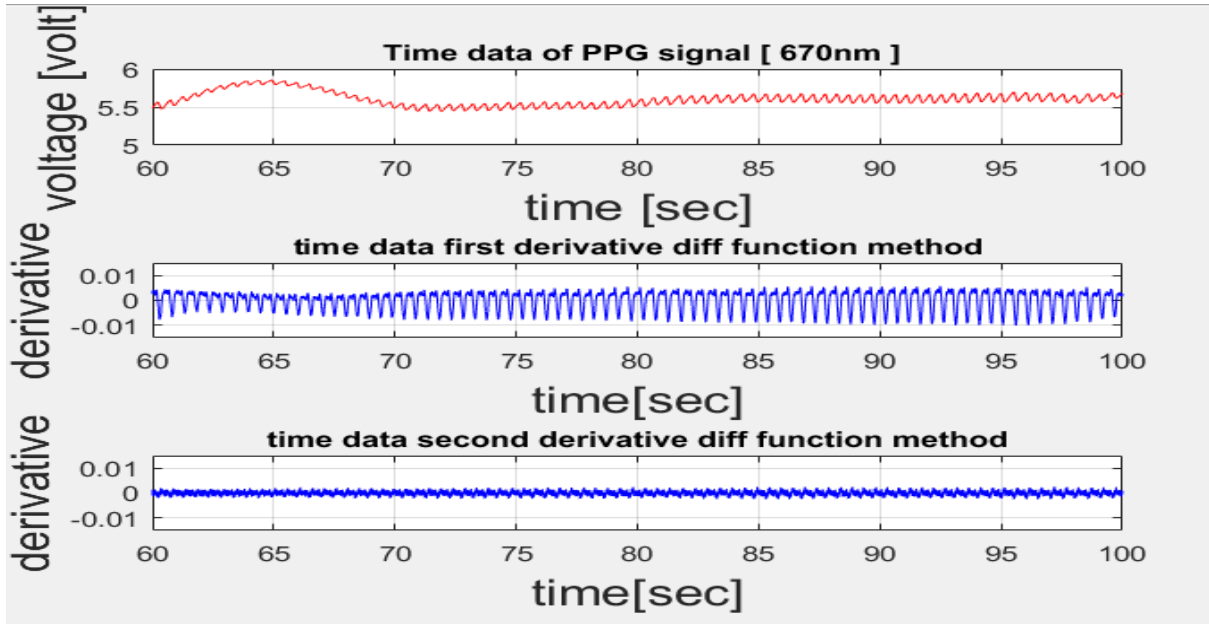 Time data of PPG signal [ 670nm ]
voltage [volt]
6
5.5
5
60 65 70 75 80 85 90 95 100
time [sec]
time data first derivative diff function method
derivative
0.01
0
-0.01
60 65 70 75 80 85 90 95 100
time[sec]
time data second derivative diff function method
derivative
0.01
0
-0.01
60 65 70 75 80 85 90 95 100
time[sec]